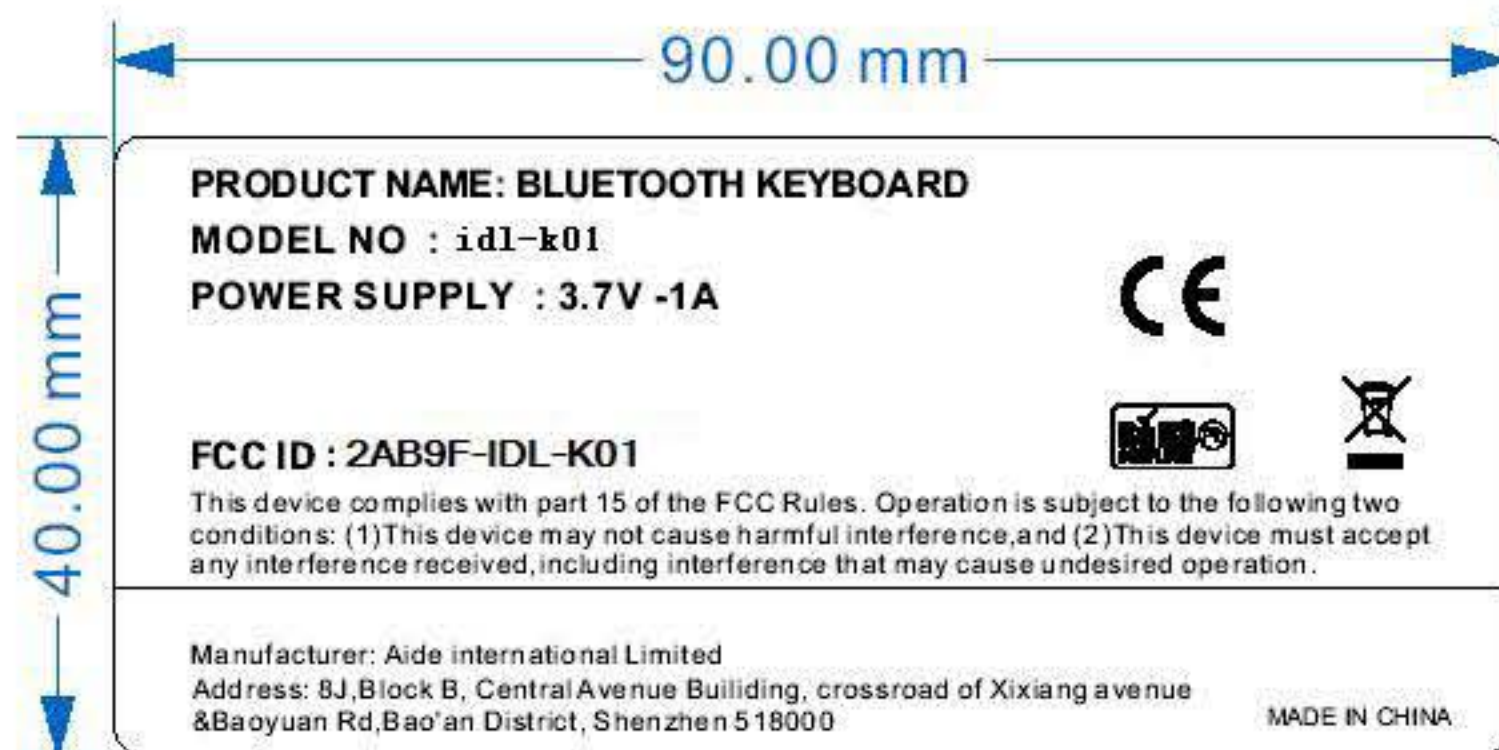 90.00 mm
40.00 mm
PRODUCT NAME: BLUETOOTH KEYBOARD
MODEL NO : idl-k01
POWER SUPPLY : 3.7V -1A
CE
FCC ID : 2AB9F-IDL-K01
This device complies with part 15 of the FCC Rules. Operation is subject to the following two
conditions: (1)This device may not cause harmful interference,and (2)This device must accept
any interference received,including interference that may cause undesired operation.
Manufacturer: Aide international Limited
Address: 8J,Block B, Central Avenue Builiding, crossroad of Xixiang avenue
&Baoyuan Rd,Bao'an District, Shenzhen 518000
MADE IN CHINA